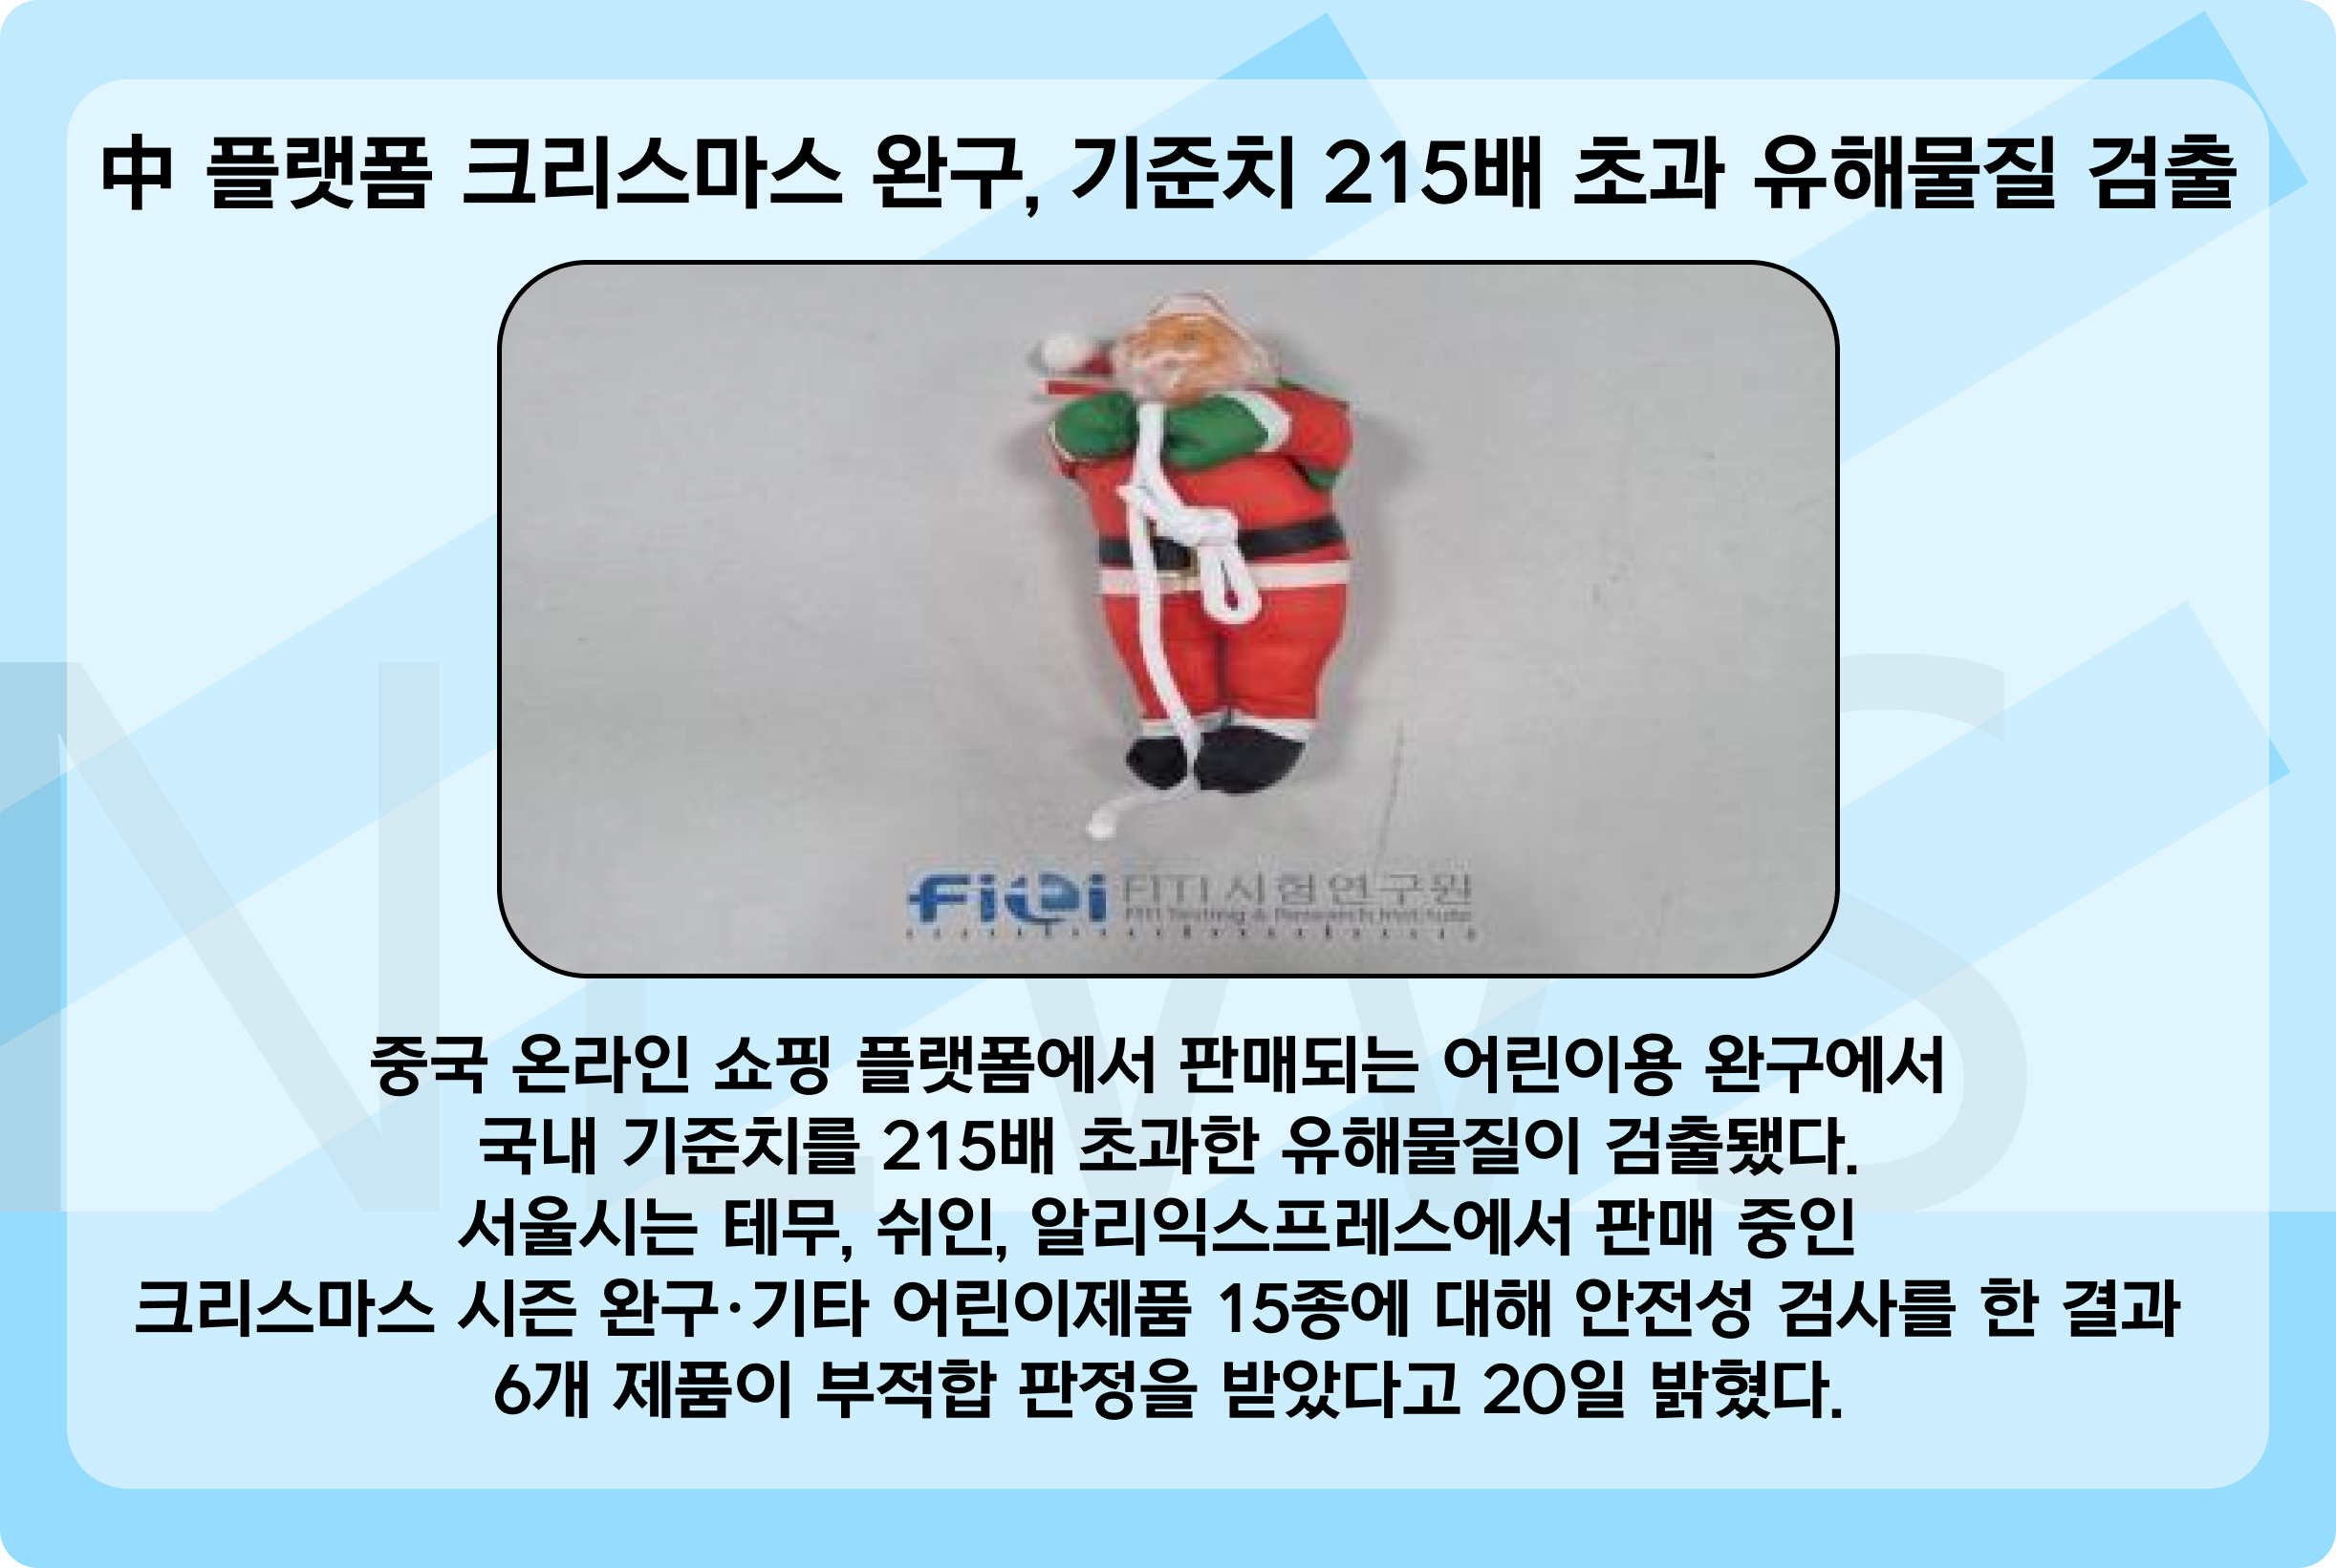 中 플랫폼 크리스마스 완구, 기준치 215배 초과 유해물질 검출
FiTi FITI 시험연구원
FITI Testing & Research Institute
중국 온라인 쇼핑 플랫폼에서 판매되는 어린이용 완구에서
국내 기준치를 215배 초과한 유해물질이 검출됐다.
서울시는 테무, 쉬인, 알리익스프레스에서 판매 중인
크리스마스 시즌 완구·기타 어린이제품 15종에 대해 안전성 검사를 한 결과
6개 제품이 부적합 판정을 받았다고 20일 밝혔다.
NEWS